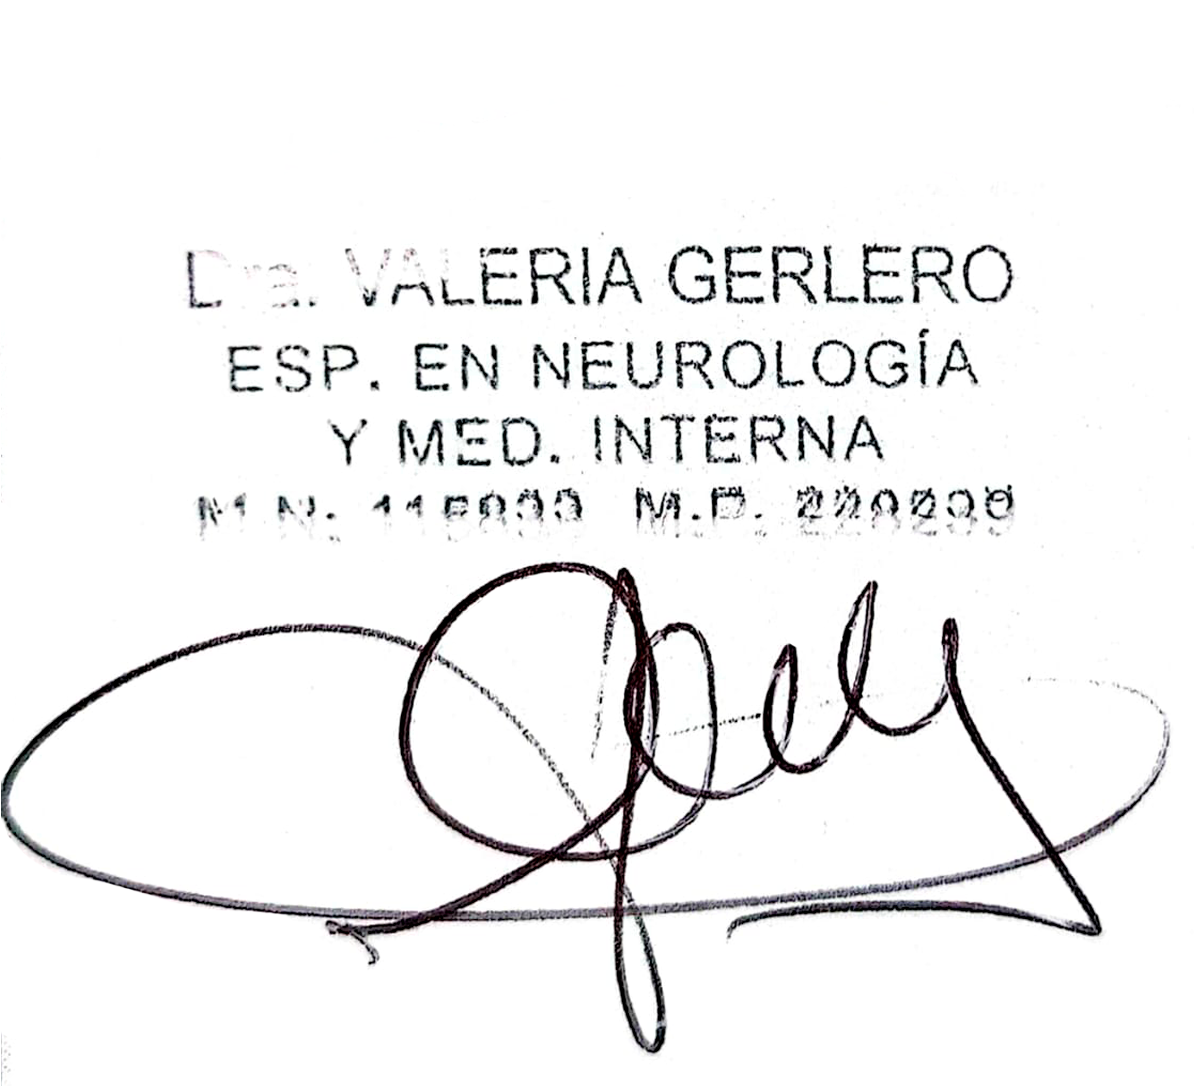 Dra. VALERIA GERLERO
ESP. EN NEUROLOGÍA
Y MED. INTERNA
M.N: M.P.